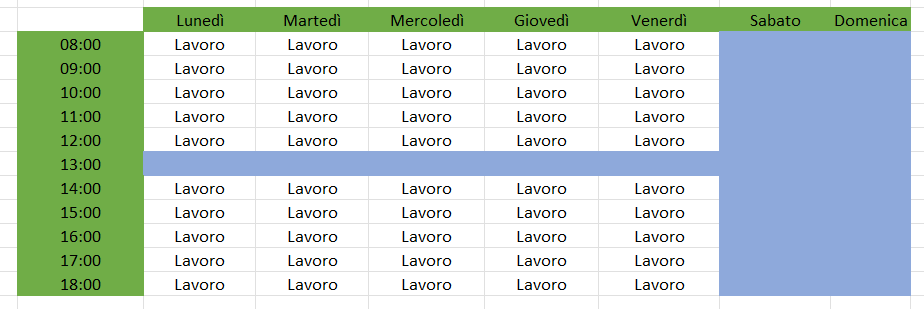 Lunedì Martedì Mercoledì Giovedì Venerdì Sabato Domenica
08:00 Lavoro Lavoro Lavoro Lavoro Lavoro
09:00 Lavoro Lavoro Lavoro Lavoro Lavoro
10:00 Lavoro Lavoro Lavoro Lavoro Lavoro
11:00 Lavoro Lavoro Lavoro Lavoro Lavoro
12:00 Lavoro Lavoro Lavoro Lavoro Lavoro
13:00
14:00 Lavoro Lavoro Lavoro Lavoro Lavoro
15:00 Lavoro Lavoro Lavoro Lavoro Lavoro
16:00 Lavoro Lavoro Lavoro Lavoro Lavoro
17:00 Lavoro Lavoro Lavoro Lavoro Lavoro
18:00 Lavoro Lavoro Lavoro Lavoro Lavoro